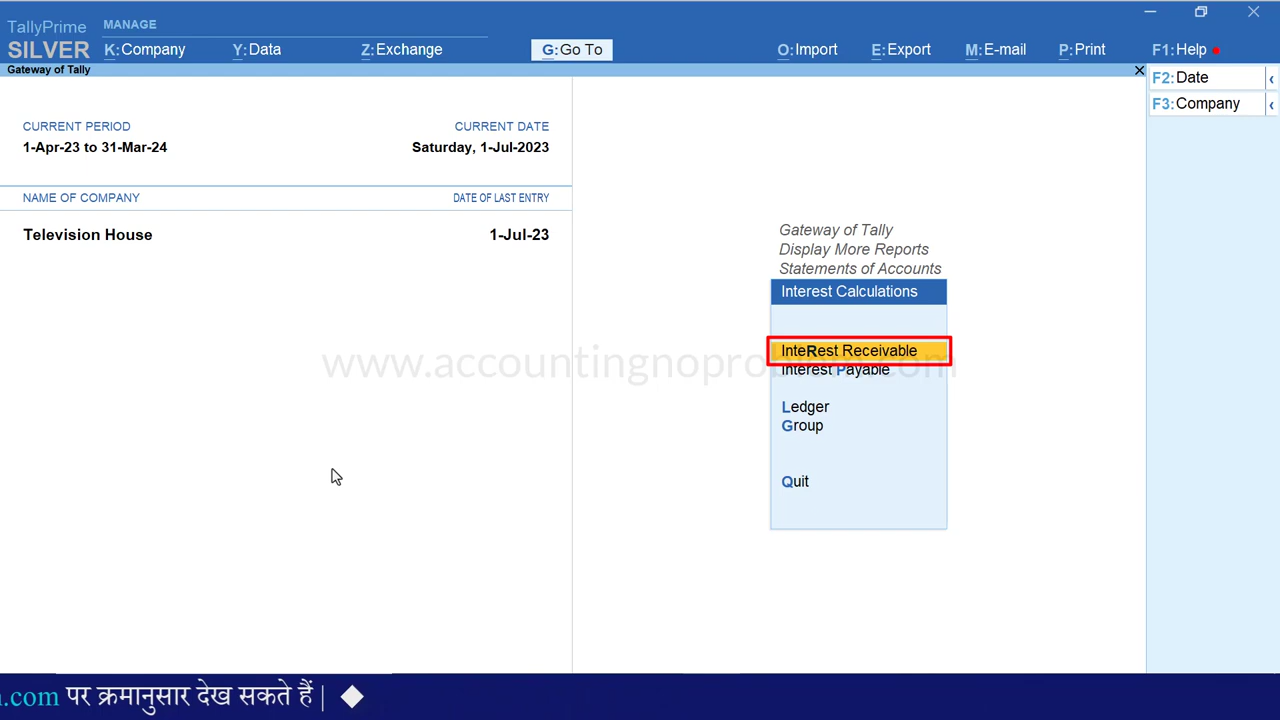 TallyPrime MANAGE
SILVER K:Company Y:Data Z:Exchange G:Go To O:Import E:Export M:E-mail P:Print F1:Help
Gateway of Tally
F2:Date
F3:Company
CURRENT PERIOD CURRENT DATE
1-Apr-23 to 31-Mar-24 Saturday, 1-Jul-2023
NAME OF COMPANY DATE OF LAST ENTRY
Television House 1-Jul-23
Gateway of Tally
Display More Reports
Statements of Accounts
Interest Calculations
InteRest Receivable
Interest Payable
Ledger
Group
Quit
www.accountingnoproblem.com
.com पर क्रमानुसार देख सकते हैं|